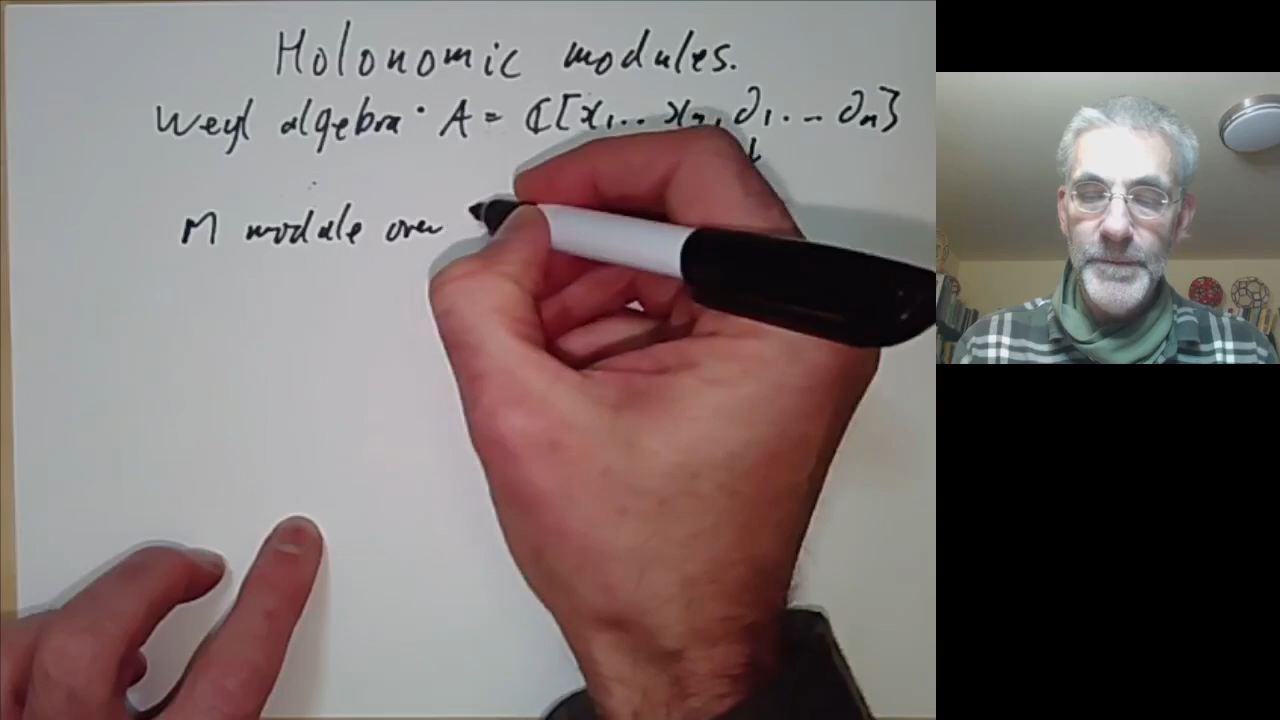 Holonomic modules.
Weyl algebra. A = ℂ[x₁.. xₙ, ∂₁... ∂ₙ]
↓
M module over